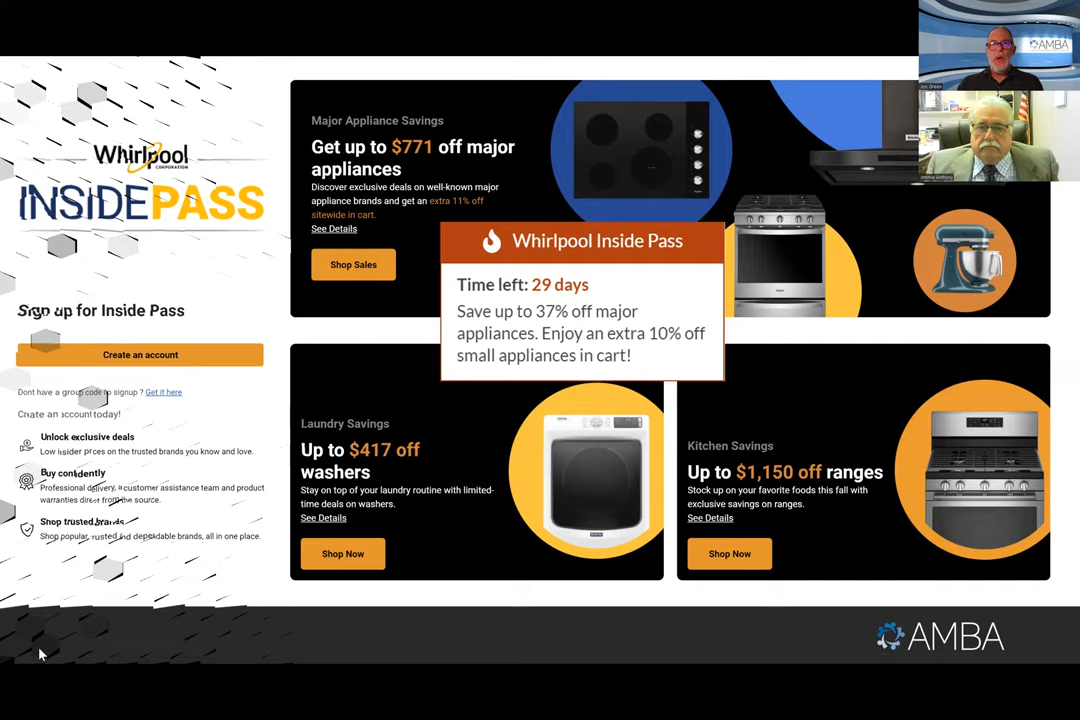 AMBA
Jon Green
Jimmie Anthony
Whirlpool
CORPORATION
INSIDEPASS
Sign up for Inside Pass
Create an account
Dont have a group code to signup ? Get it here
Create an account today!
Unlock exclusive deals
Low insider prices on the trusted brands you know and love.
Buy confidently
Professional delivery, a customer assistance team and product
warranties direct from the source.
Shop trusted brands
Shop popular, trusted and dependable brands, all in one place.
Major Appliance Savings
Get up to $771 off major
appliances
Discover exclusive deals on well-known major
appliance brands and get an extra 11% off
sitewide in cart.
See Details
Shop Sales
Whirlpool Inside Pass
Time left: 29 days
Save up to 37% off major
appliances. Enjoy an extra 10% off
small appliances in cart!
Laundry Savings
Up to $417 off
washers
Stay on top of your laundry routine with limited-
time deals on washers.
See Details
Shop Now
Kitchen Savings
Up to $1,150 off ranges
Stock up on your favorite foods this fall with
exclusive savings on ranges.
See Details
Shop Now
AMBA